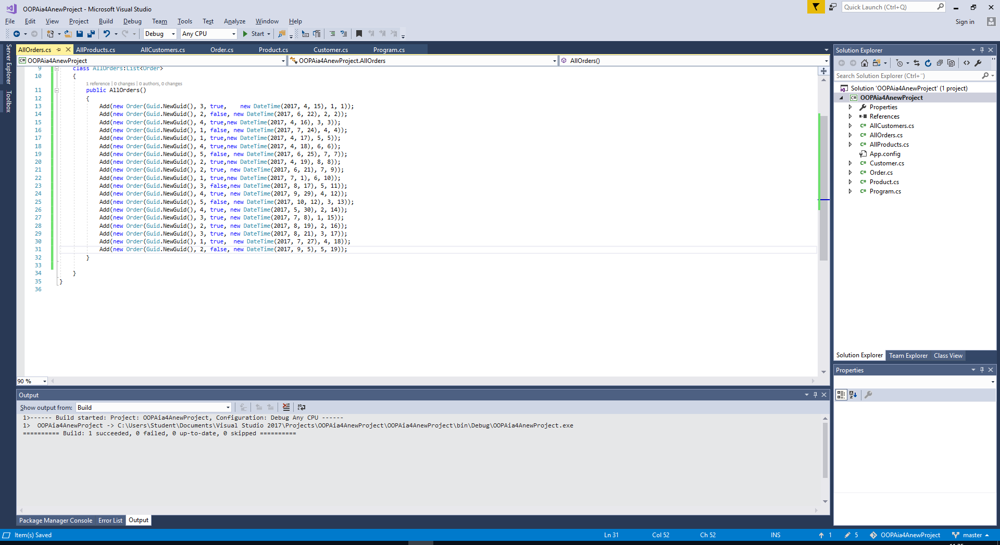 OOPAia4AnewProject - Microsoft Visual Studio
Quick Launch (Ctrl+Q)
File Edit View Project Build Debug Team Tools Test Analyze Window Help
Sign in
Debug Any CPU Start
Server Explorer
Toolbox
AllOrders.cs AllProducts.cs AllCustomers.cs Order.cs Product.cs Customer.cs Program.cs
C# OOPAia4AnewProject OOPAia4AnewProject.AllOrders AllOrders()
9 class AllOrders:List<Order>
10 {
1 reference | 0 changes | 0 authors, 0 changes
11 public AllOrders()
12 {
13 Add(new Order(Guid.NewGuid(), 3, true,    new DateTime(2017, 4, 15), 1, 1));
14 Add(new Order(Guid.NewGuid(), 2, false, new DateTime(2017, 6, 22), 2, 2));
15 Add(new Order(Guid.NewGuid(), 4, true,new DateTime(2017, 4, 16), 3, 3));
16 Add(new Order(Guid.NewGuid(), 1, false, new DateTime(2017, 7, 24), 4, 4));
17 Add(new Order(Guid.NewGuid(), 1, true,new DateTime(2017, 4, 17), 5, 5));
18 Add(new Order(Guid.NewGuid(), 4, true,new DateTime(2017, 4, 18), 6, 6));
19 Add(new Order(Guid.NewGuid(), 5, false, new DateTime(2017, 6, 25), 7, 7));
20 Add(new Order(Guid.NewGuid(), 2, true,new DateTime(2017, 4, 19), 8, 8));
21 Add(new Order(Guid.NewGuid(), 2, true, new DateTime(2017, 6, 21), 7, 9));
22 Add(new Order(Guid.NewGuid(), 1, true,new DateTime(2017, 7, 1), 6, 10));
23 Add(new Order(Guid.NewGuid(), 3, false,new DateTime(2017, 8, 17), 5, 11));
24 Add(new Order(Guid.NewGuid(), 4, true, new DateTime(2017, 9, 29), 4, 12));
25 Add(new Order(Guid.NewGuid(), 5, false, new DateTime(2017, 10, 12), 3, 13));
26 Add(new Order(Guid.NewGuid(), 4, true, new DateTime(2017, 5, 30), 2, 14));
27 Add(new Order(Guid.NewGuid(), 3, true, new DateTime(2017, 7, 8), 1, 15));
28 Add(new Order(Guid.NewGuid(), 2, true, new DateTime(2017, 8, 19), 2, 16));
29 Add(new Order(Guid.NewGuid(), 3, true, new DateTime(2017, 8, 21), 3, 17));
30 Add(new Order(Guid.NewGuid(), 1, true,  new DateTime(2017, 7, 27), 4, 18));
31 Add(new Order(Guid.NewGuid(), 2, false, new DateTime(2017, 9, 5), 5, 19));
32 }
33
34 }
35 }
36
90 %
Output
Show output from: Build
1>------ Build started: Project: OOPAia4AnewProject, Configuration: Debug Any CPU ------
1>  OOPAia4AnewProject -> C:\Users\Student\Documents\Visual Studio 2017\Projects\OOPAia4AnewProject\OOPAia4AnewProject\bin\Debug\OOPAia4AnewProject.exe
========== Build: 1 succeeded, 0 failed, 0 up-to-date, 0 skipped ==========
Package Manager Console Error List Output
Solution Explorer
Search Solution Explorer (Ctrl+¨)
Solution 'OOPAia4AnewProject' (1 project)
C# OOPAia4AnewProject
Properties
References
C# AllCustomers.cs
C# AllOrders.cs
C# AllProducts.cs
App.config
C# Customer.cs
C# Order.cs
C# Product.cs
C# Program.cs
Solution Explorer Team Explorer Class View
Properties
Item(s) Saved Ln 31 Col 52 Ch 52 INS 1 5 OOPAia4AnewProject master